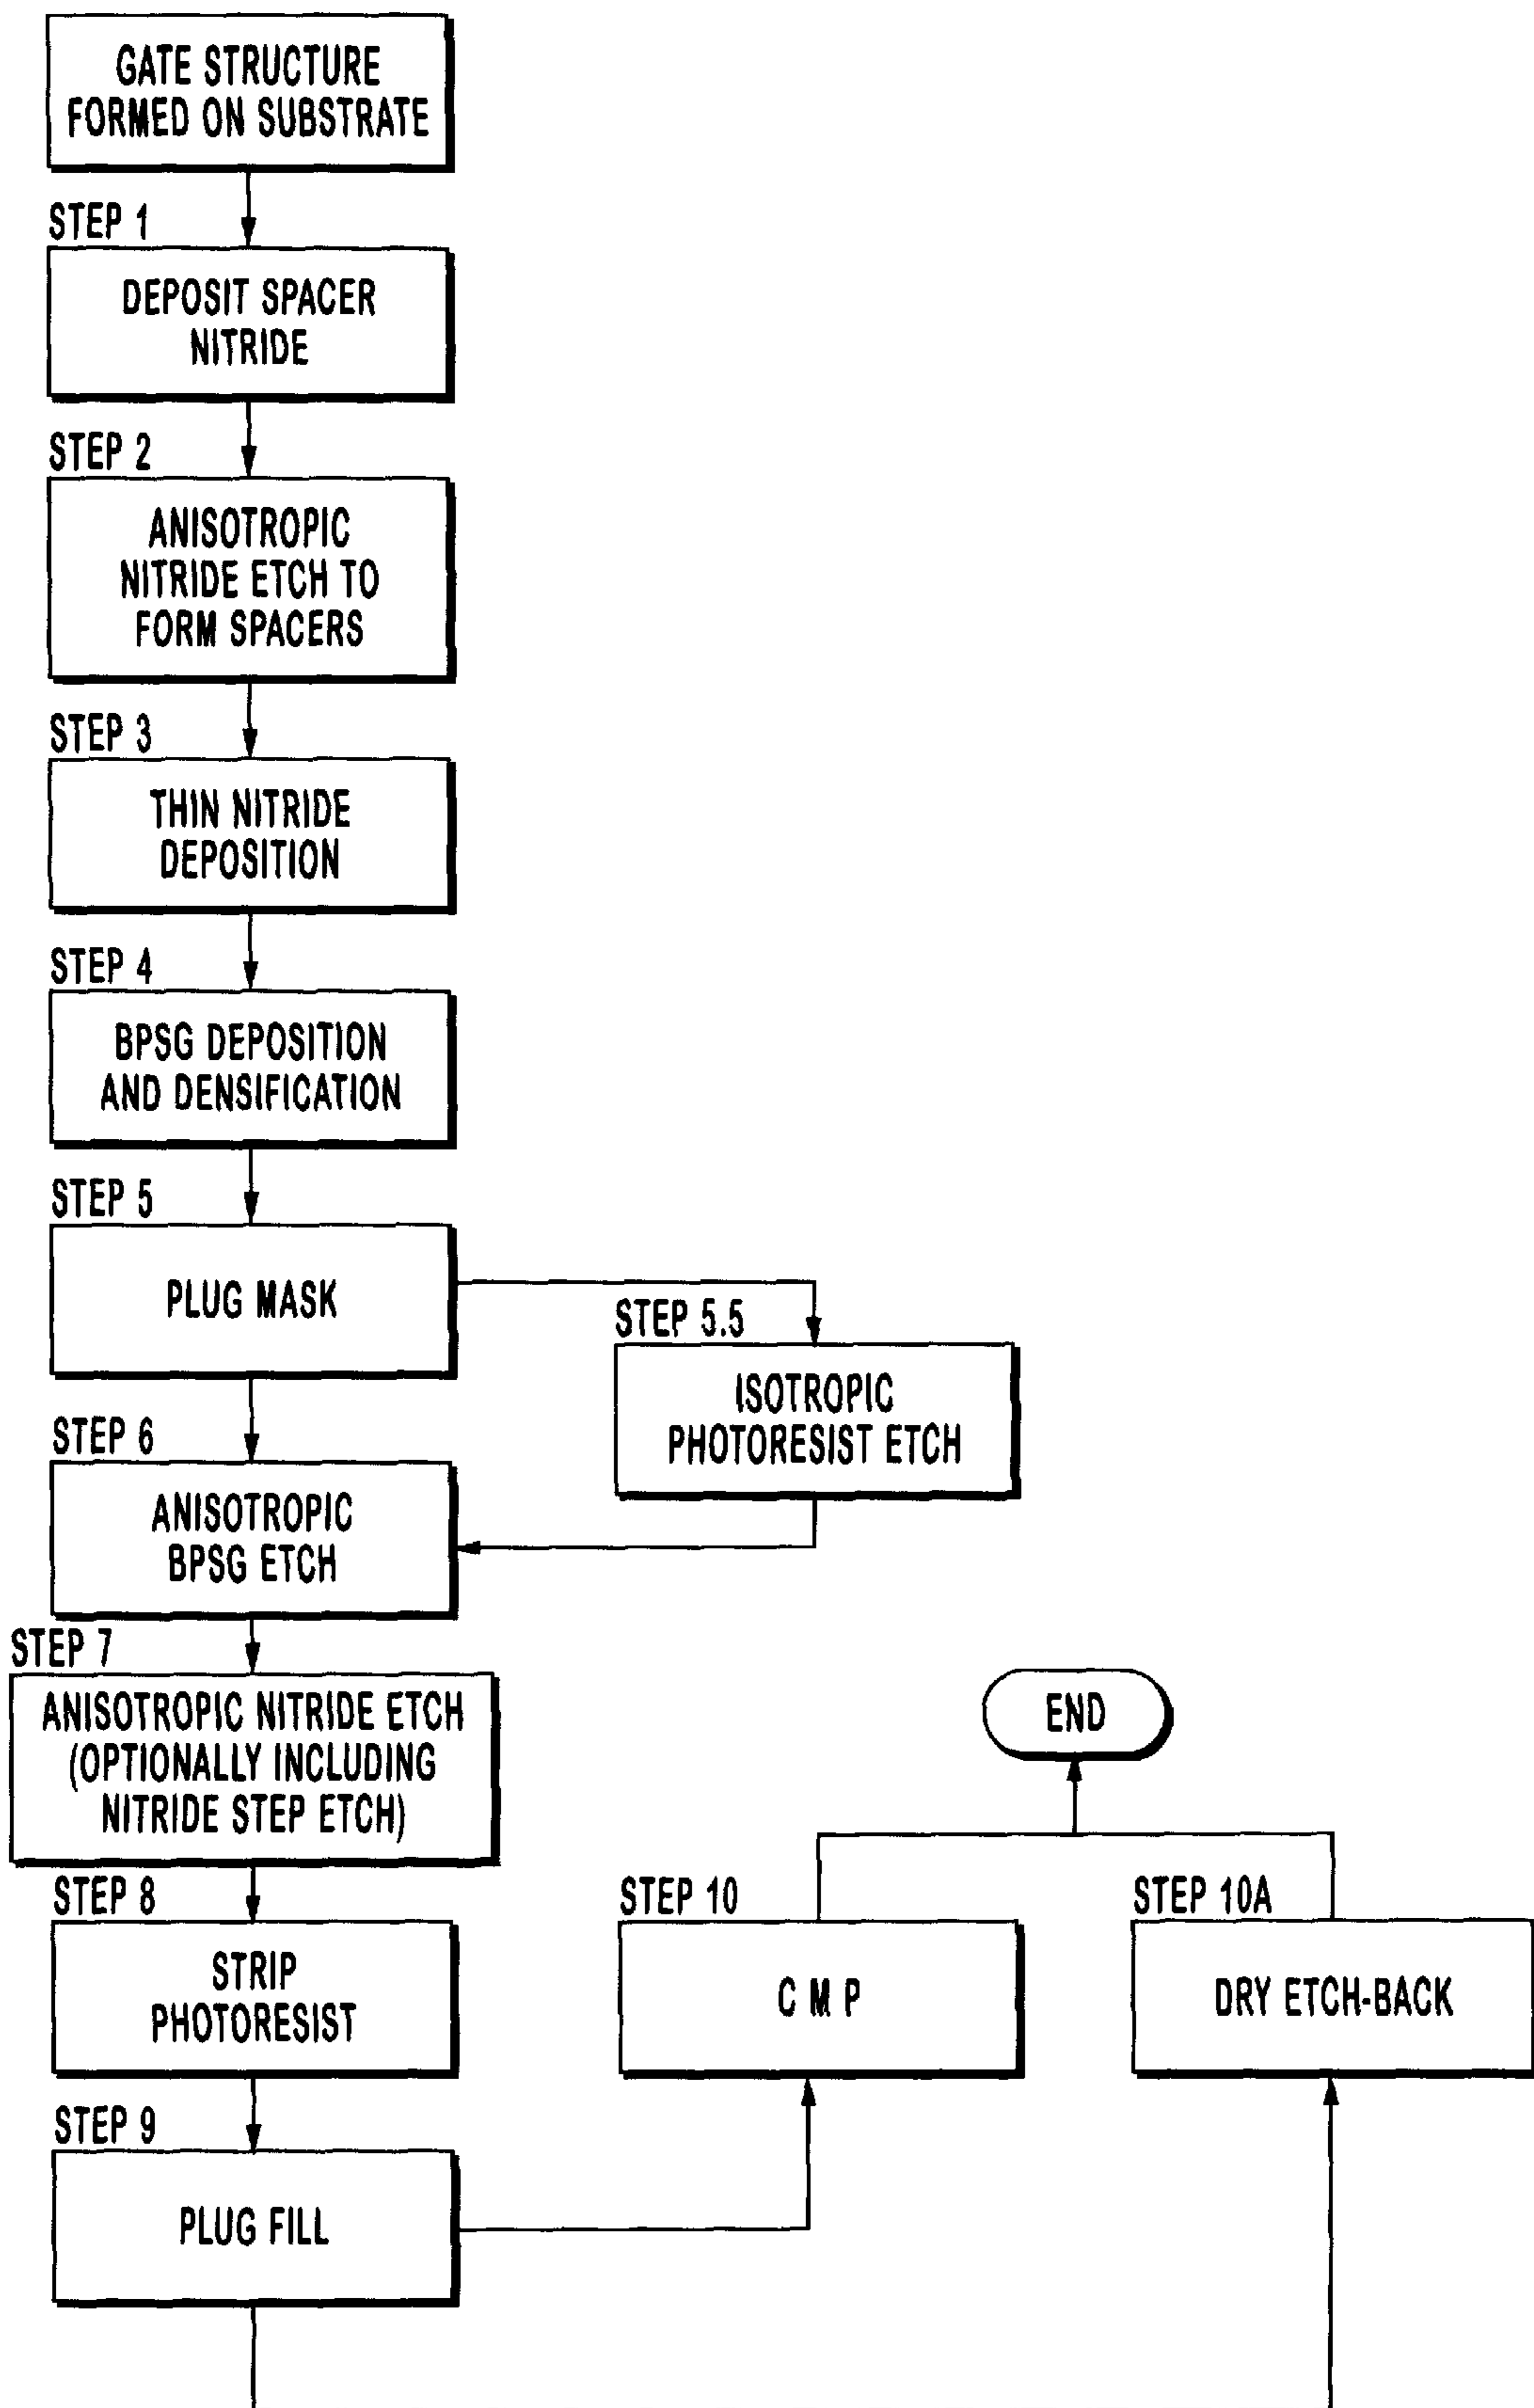 GATE STRUCTURE
FORMED ON SUBSTRATE
STEP 1
DEPOSIT SPACER
NITRIDE
STEP 2
ANISOTROPIC
NITRIDE ETCH TO
FORM SPACERS
STEP 3
THIN NITRIDE
DEPOSITION
STEP 4
BPSG DEPOSITION
AND DENSIFICATION
STEP 5
PLUG MASK
STEP 5.5
ISOTROPIC
PHOTORESIST ETCH
STEP 6
ANISOTROPIC
BPSG ETCH
STEP 7
ANISOTROPIC NITRIDE ETCH
(OPTIONALLY INCLUDING
NITRIDE STEP ETCH)
STEP 8
STRIP
PHOTORESIST
STEP 9
PLUG FILL
STEP 10
C M P
STEP 10A
DRY ETCH-BACK
END